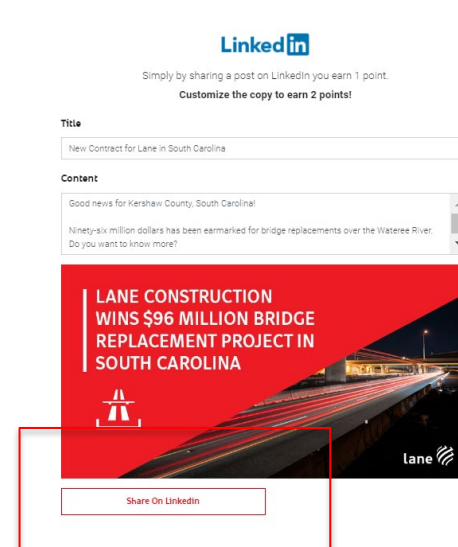 Linked in
Simply by sharing a post on LinkedIn you earn 1 point.
Customize the copy to earn 2 points!
Title
New Contract for Lane in South Carolina
Content
Good news for Kershaw County, South Carolina!
Ninety-six million dollars has been earmarked for bridge replacements over the Wateree River.
Do you want to know more?
LANE CONSTRUCTION
WINS $96 MILLION BRIDGE
REPLACEMENT PROJECT IN
SOUTH CAROLINA
lane
Share On Linkedin